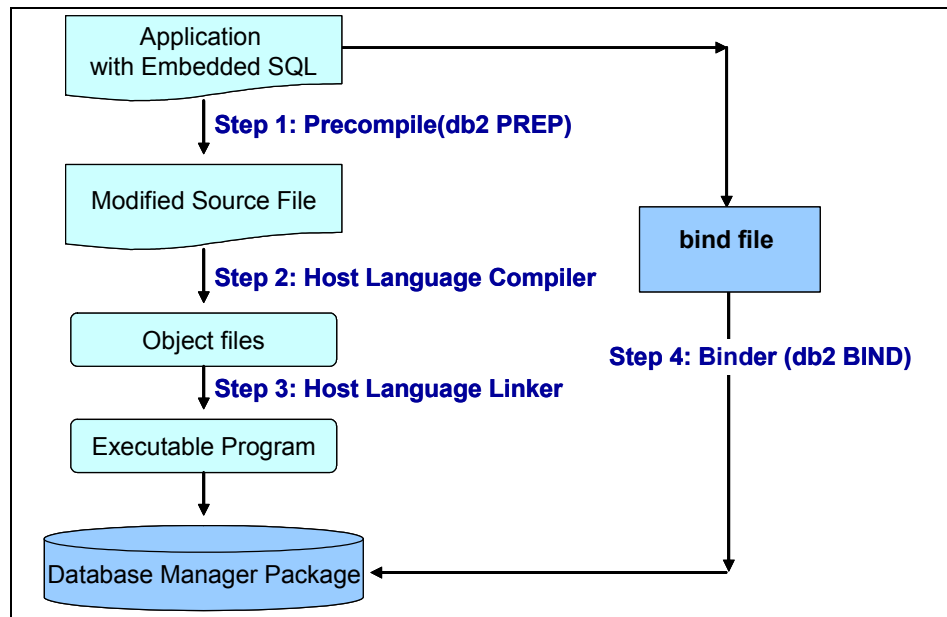 Application
with Embedded SQL
Step 1: Precompile(db2 PREP)
Modified Source File
bind file
Step 2: Host Language Compiler
Object files
Step 4: Binder (db2 BIND)
Step 3: Host Language Linker
Executable Program
Database Manager Package